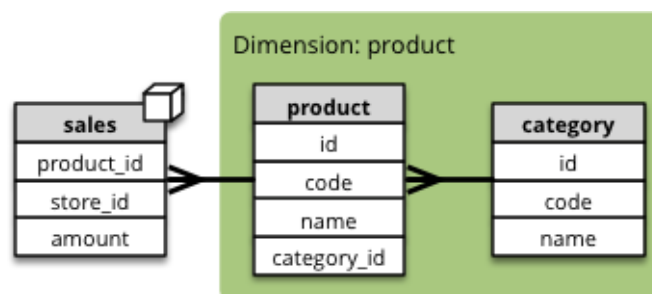 Dimension: product
sales
product_id
store_id
amount
product
id
code
name
category_id
category
id
code
name